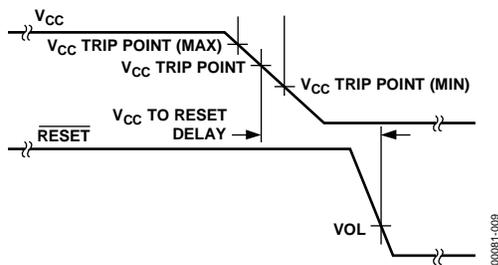 VCC
VCC TRIP POINT (MAX)
VCC TRIP POINT
VCC TRIP POINT (MIN)
VCC TO RESET
DELAY
RESET
VOL
00081-009